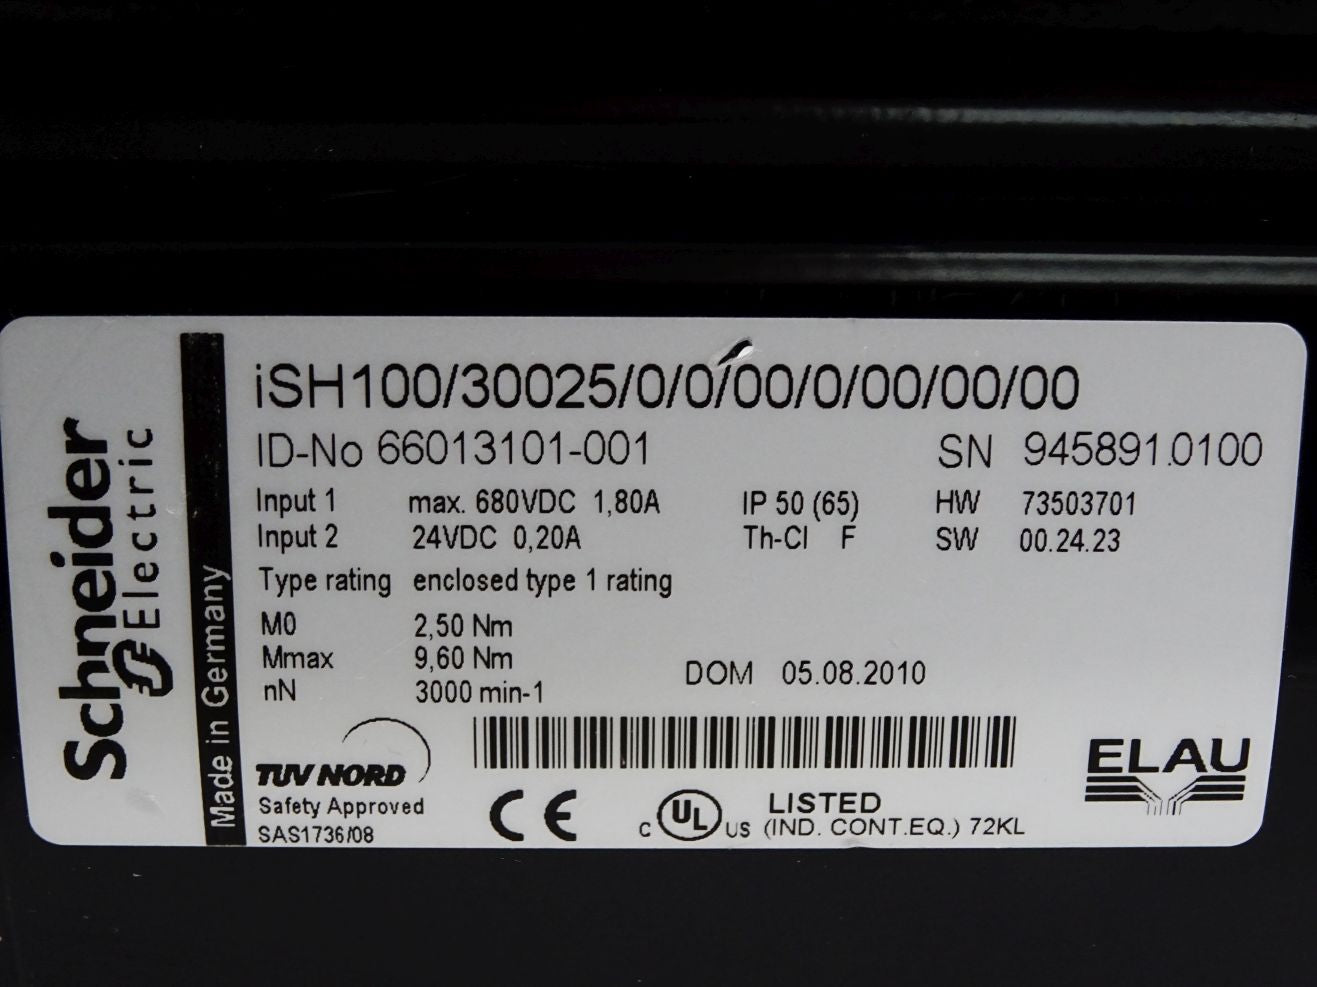 Schneider
Electric
Made in Germany
iSH100/30025/0/0/00/0/00/00/00
ID-No 66013101-001 SN 945891.0100
Input 1 max. 680VDC 1,80A IP 50 (65) HW 73503701
Input 2 24VDC 0,20A Th-Cl F SW 00.24.23
Type rating enclosed type 1 rating
M0 2,50 Nm
Mmax 9,60 Nm DOM 05.08.2010
nN 3000 min-1
TÜV NORD
Safety Approved
SAS1736/08
CE
C UL US LISTED
(IND. CONT.EQ.) 72KL
ELAU